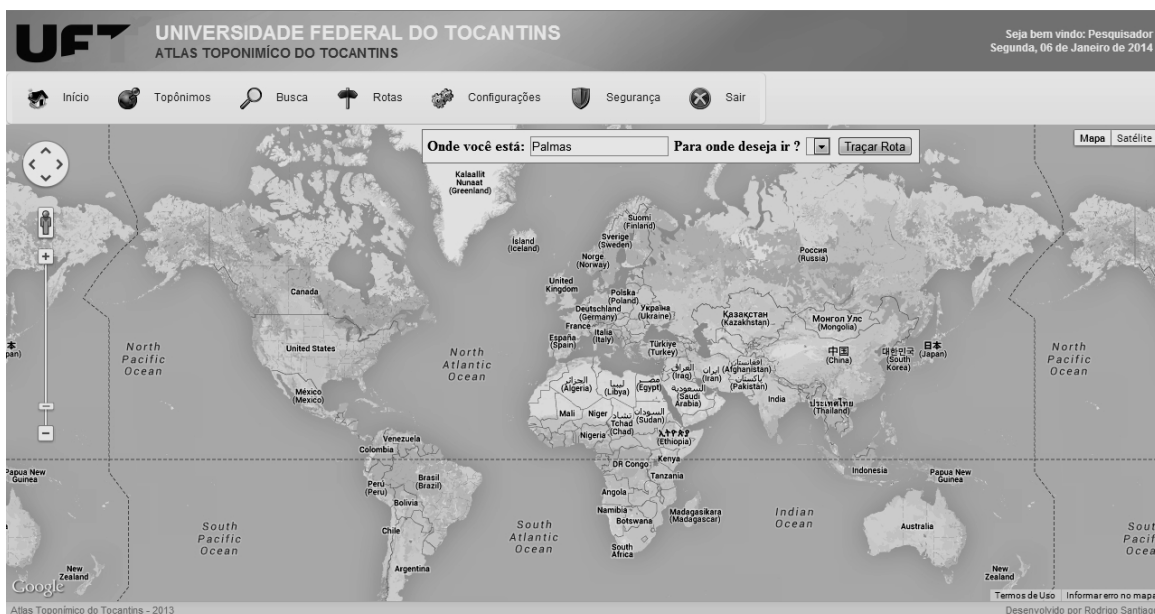 UFT UNIVERSIDADE FEDERAL DO TOCANTINS
ATLAS TOPONIMÍCO DO TOCANTINS
Seja bem vindo: Pesquisador
Segunda, 06 de Janeiro de 2014
Início Topônimos Busca Rotas Configurações Segurança Sair
Onde você está: Palmas Para onde deseja ir ? Traçar Rota
Mapa Satélite
Kalaallit
Nunaat
(Greenland)
Ísland
(Iceland)
Suomi
(Finland)
Sverige
(Sweden)
Norge
(Norway)
Россия
(Russia)
Canada
United
Kingdom
Polska
(Poland)
Deutschland
(Germany)
Україна
(Ukraine)
France
Italia
(Italy)
España
(Spain)
Türkiye
(Turkey)
Қазақстан
(Kazakhstan)
Монгол Улс
(Mongolia)
中国
(China)
대한민국
(South
Korea)
日本
(Japan)
本
pan)
North
Pacific
Ocean
United States
North
Atlantic
Ocean
North
Pacific
Ocean
México
(Mexico)
الجزائر
(Algeria)
ليبيا
(Libya)
مصر
(Egypt)
العراق
(Iraq)
ایران
(Iran)
افغانستان
(Afghanistan)
پاکستان
(Pakistan)
السعودية
(Saudi
Arabia)
India
ประเทศไทย
(Thailand)
Mali Niger
تشاد
Tchad
(Chad)
السودان
(Sudan)
Nigeria
ኢትዮጵያ
(Ethiopia)
Venezuela
Colombia
DR Congo
Kenya
Tanzania
Indonesia
Papua New
Guinea
Papua New
Guinea
Perú
(Peru)
Brasil
(Brazil)
Bolivia
Angola
Namibia
Botswana
Madagasikara
(Madagascar)
Indian
Ocean
South
Pacific
Ocean
Chile
South
Atlantic
Ocean
South
Africa
Australia
Sout
Pacif
Ocea
New
Zealand
Argentina
New
Zealand
Google
Termos de Uso Informar erro no mapa
Atlas Toponímico do Tocantins - 2013
Desenvolvido por Rodrigo Santiago